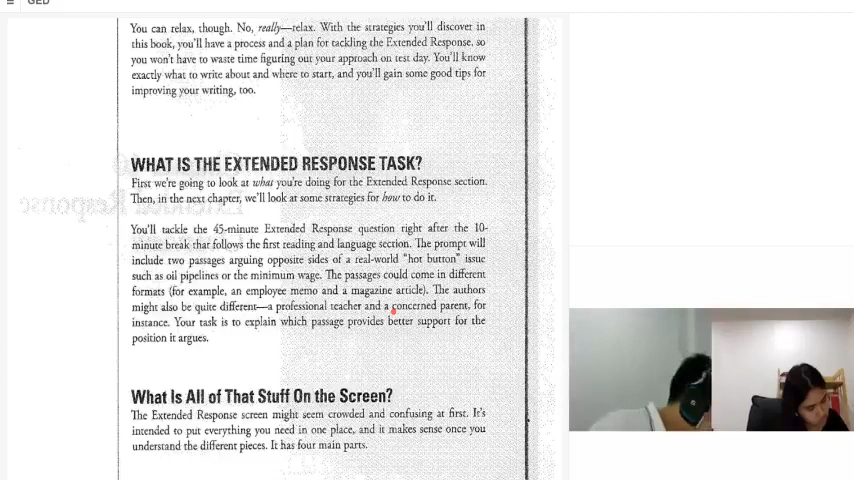 GED
You can relax, though. No, really—relax. With the strategies you'll discover in
this book, you'll have a process and a plan for tackling the Extended Response, so
you won't have to waste time figuring out your approach on test day. You'll know
exactly what to write about and where to start, and you'll gain some good tips for
improving your writing, too.
WHAT IS THE EXTENDED RESPONSE TASK?
First we're going to look at what you're doing for the Extended Response section.
Then, in the next chapter, we'll look at some strategies for how to do it.
You'll tackle the 45-minute Extended Response question right after the 10-
minute break that follows the first reading and language section. The prompt will
include two passages arguing opposite sides of a real-world "hot button" issue
such as oil pipelines or the minimum wage. The passages could come in different
formats (for example, an employee memo and a magazine article). The authors
might also be quite different—a professional teacher and a concerned parent, for
instance. Your task is to explain which passage provides better support for the
position it argues.
What Is All of That Stuff On the Screen?
The Extended Response screen might seem crowded and confusing at first. It's
intended to put everything you need in one place, and it makes sense once you
understand the different pieces. It has four main parts.